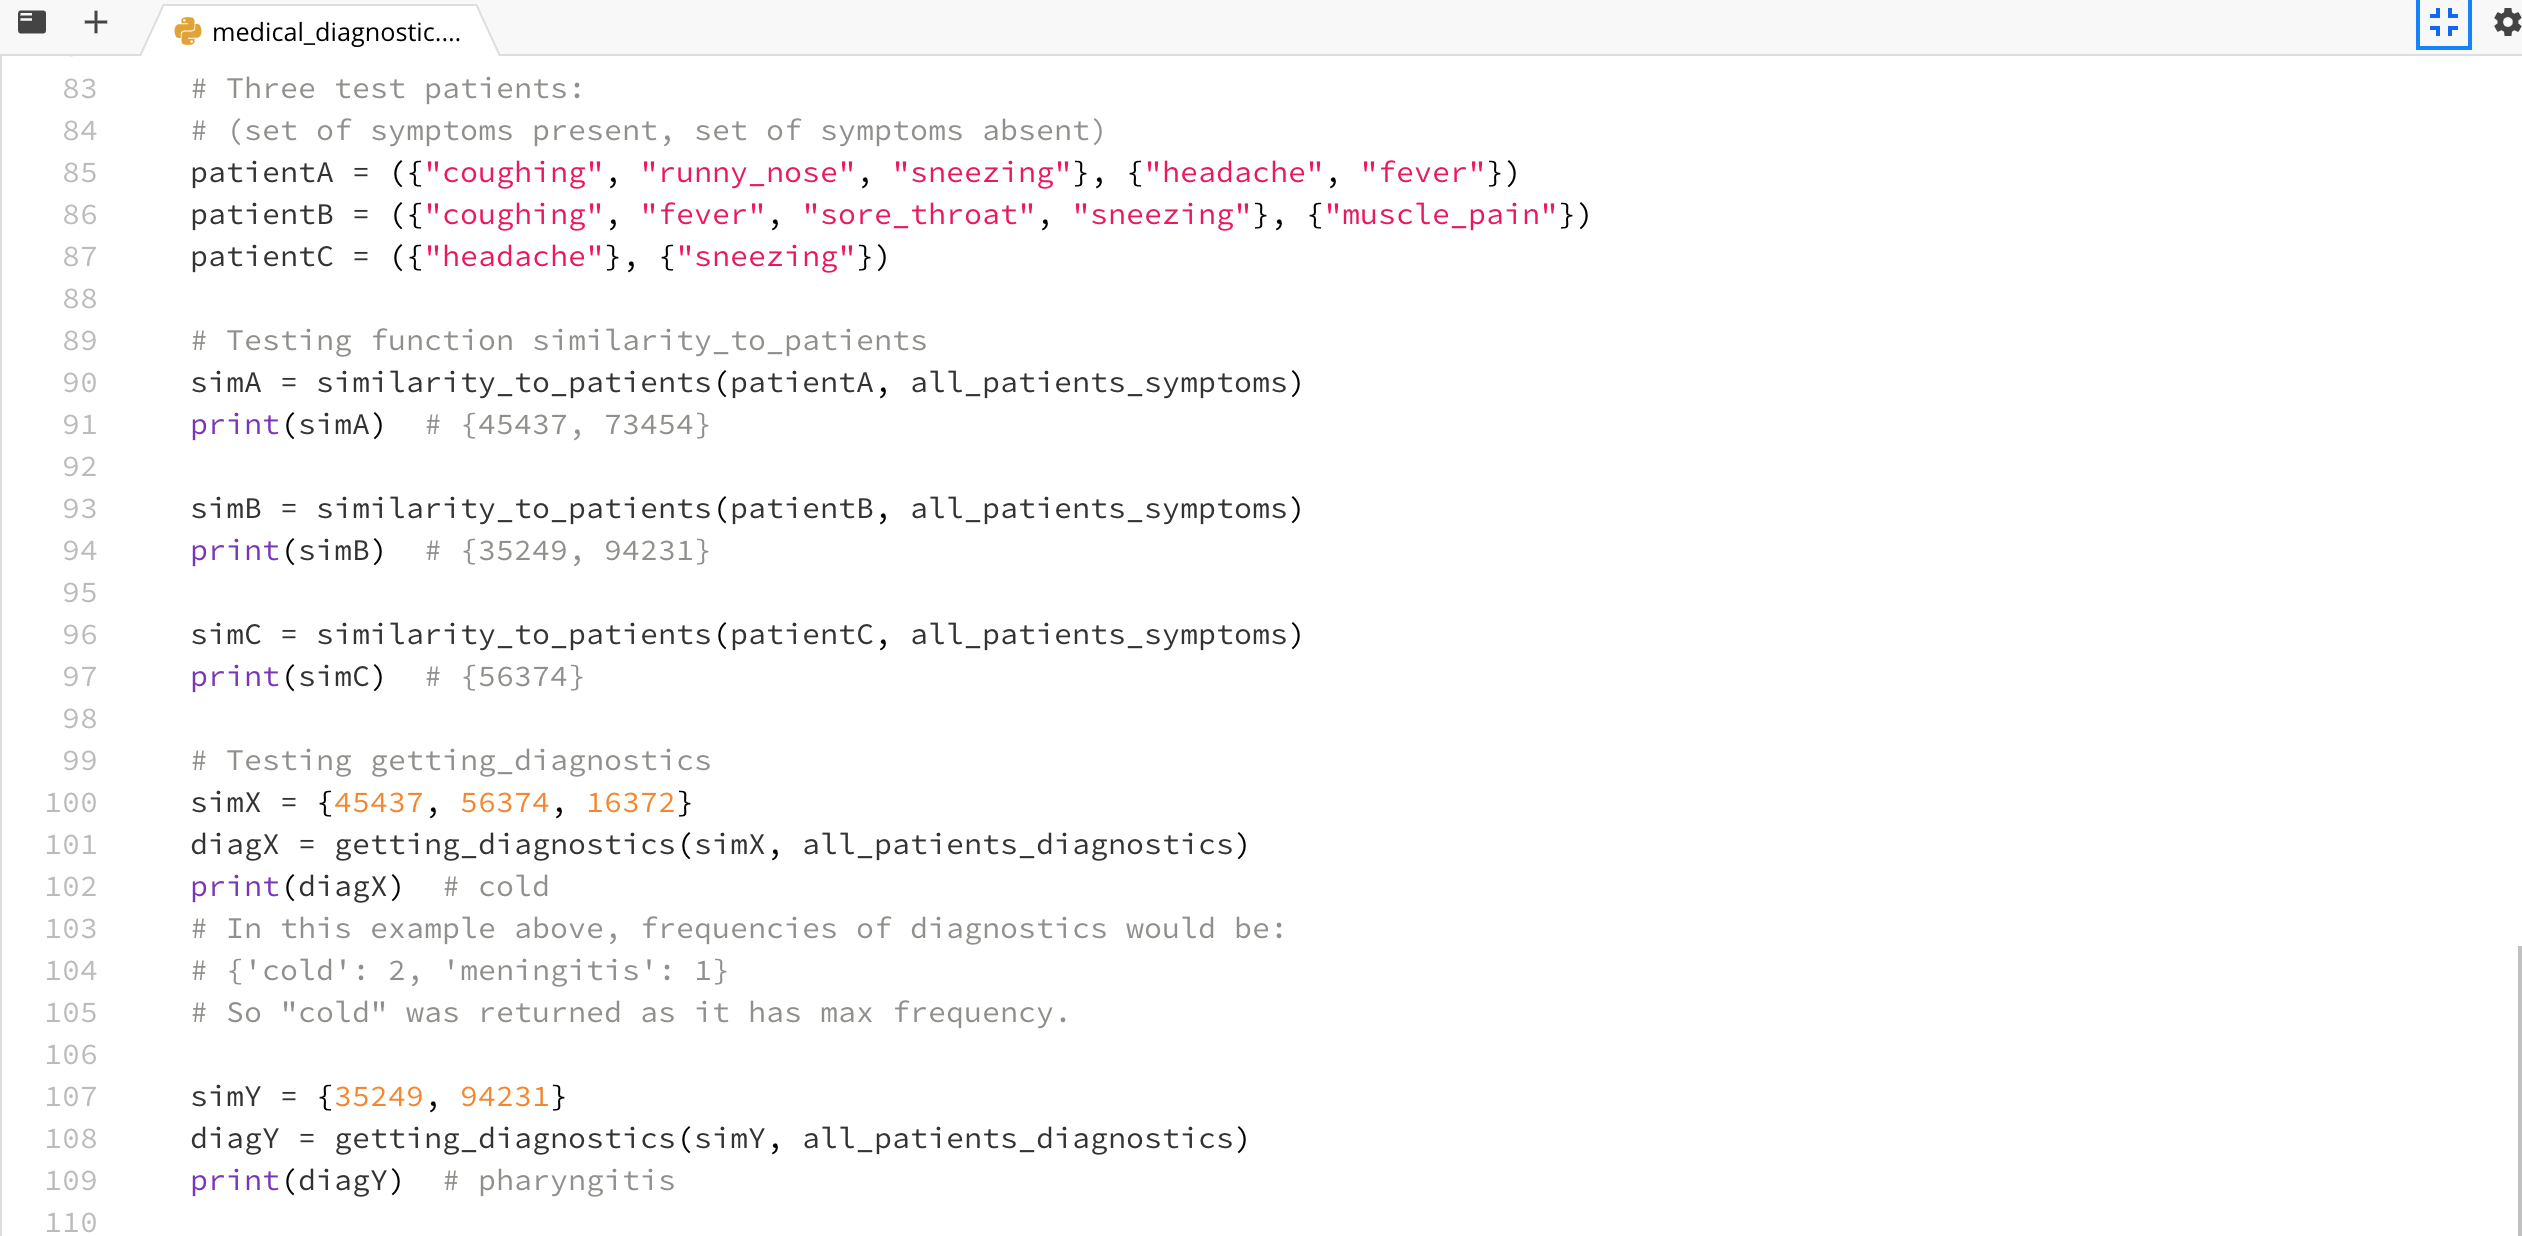 medical_diagnostic....
83 # Three test patients:
84 # (set of symptoms present, set of symptoms absent)
85 patientA = ({"coughing", "runny_nose", "sneezing"}, {"headache", "fever"})
86 patientB = ({"coughing", "fever", "sore_throat", "sneezing"}, {"muscle_pain"})
87 patientC = ({"headache"}, {"sneezing"})
88
89 # Testing function similarity_to_patients
90 simA = similarity_to_patients(patientA, all_patients_symptoms)
91 print(simA)  # {45437, 73454}
92
93 simB = similarity_to_patients(patientB, all_patients_symptoms)
94 print(simB)  # {35249, 94231}
95
96 simC = similarity_to_patients(patientC, all_patients_symptoms)
97 print(simC)  # {56374}
98
99 # Testing getting_diagnostics
100 simX = {45437, 56374, 16372}
101 diagX = getting_diagnostics(simX, all_patients_diagnostics)
102 print(diagX)  # cold
103 # In this example above, frequencies of diagnostics would be:
104 # {'cold': 2, 'meningitis': 1}
105 # So "cold" was returned as it has max frequency.
106
107 simY = {35249, 94231}
108 diagY = getting_diagnostics(simY, all_patients_diagnostics)
109 print(diagY)  # pharyngitis
110